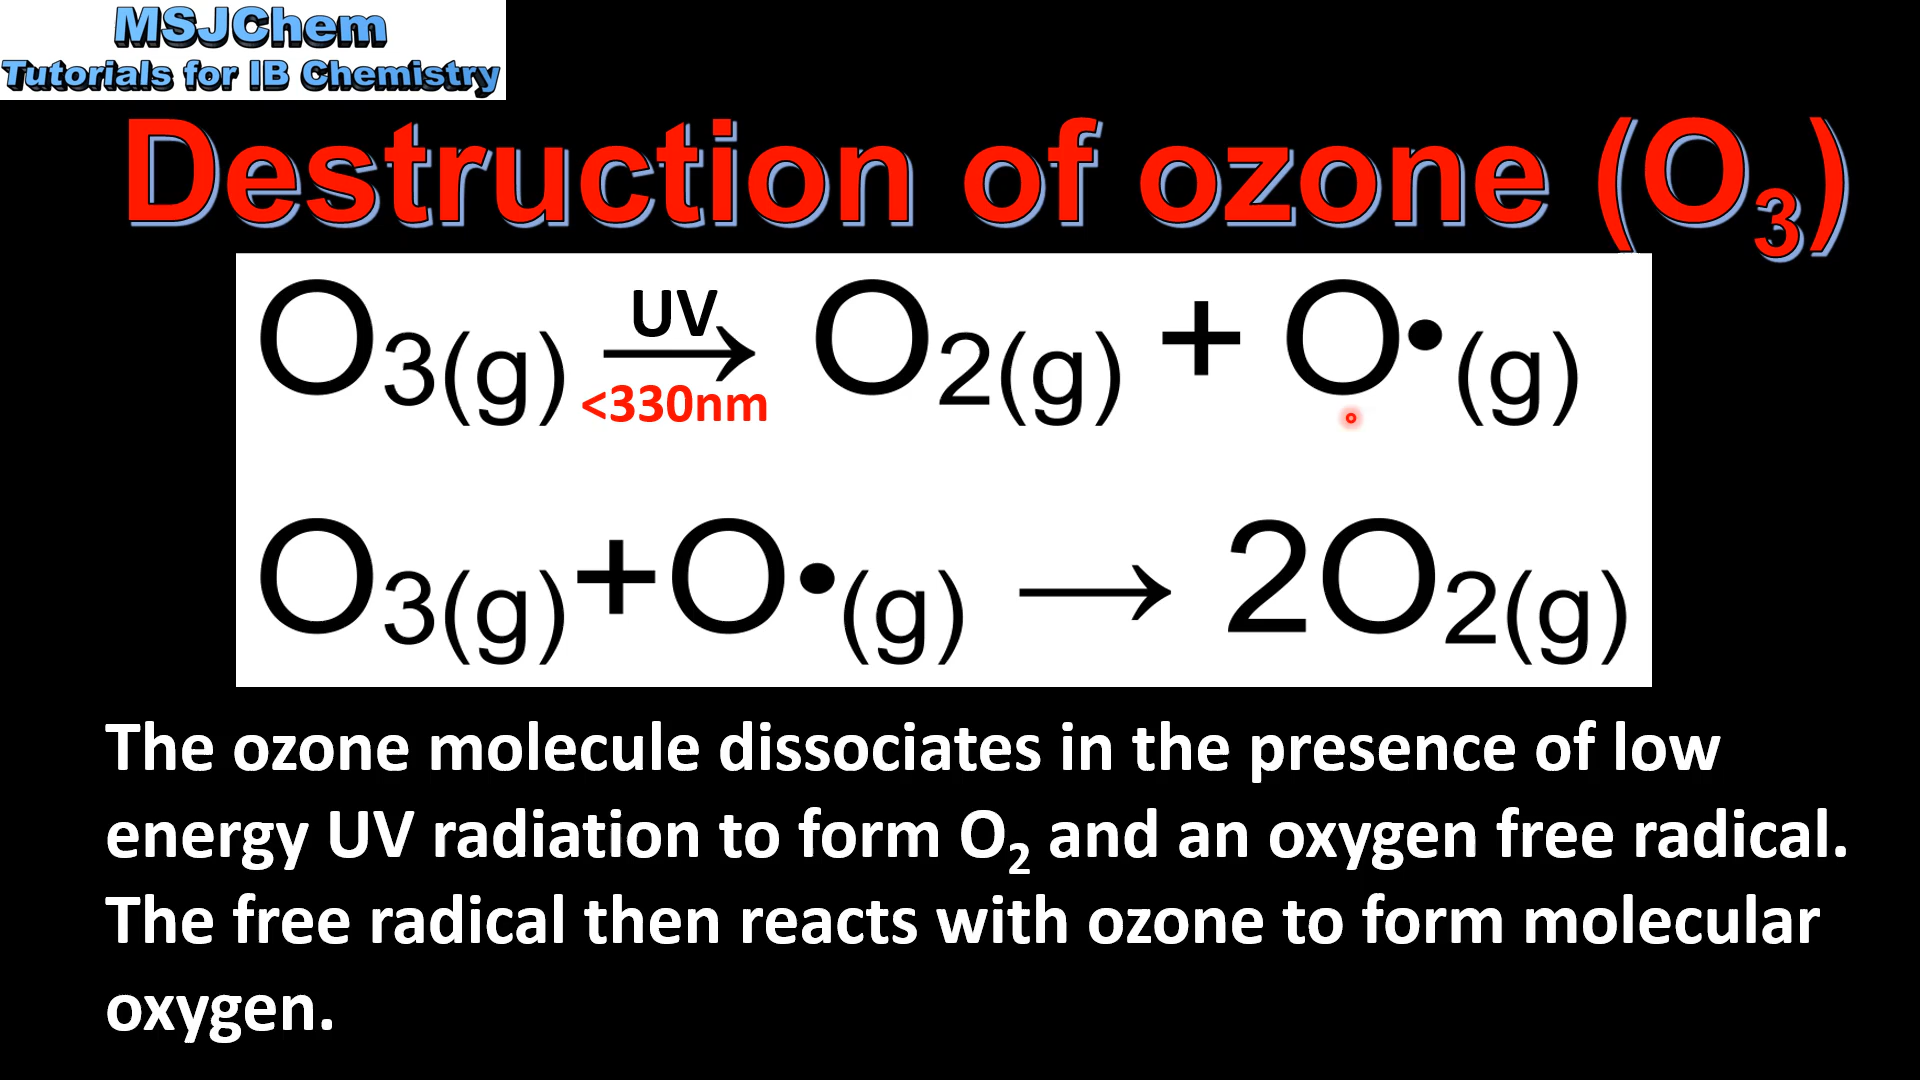 MSJChem
Tutorials for IB Chemistry
Destruction of ozone (O₃)
O₃(g) UV→ <330nm O₂(g) + O•(g)
O₃(g)+O•(g) → 2O₂(g)
The ozone molecule dissociates in the presence of low
energy UV radiation to form O₂ and an oxygen free radical.
The free radical then reacts with ozone to form molecular
oxygen.